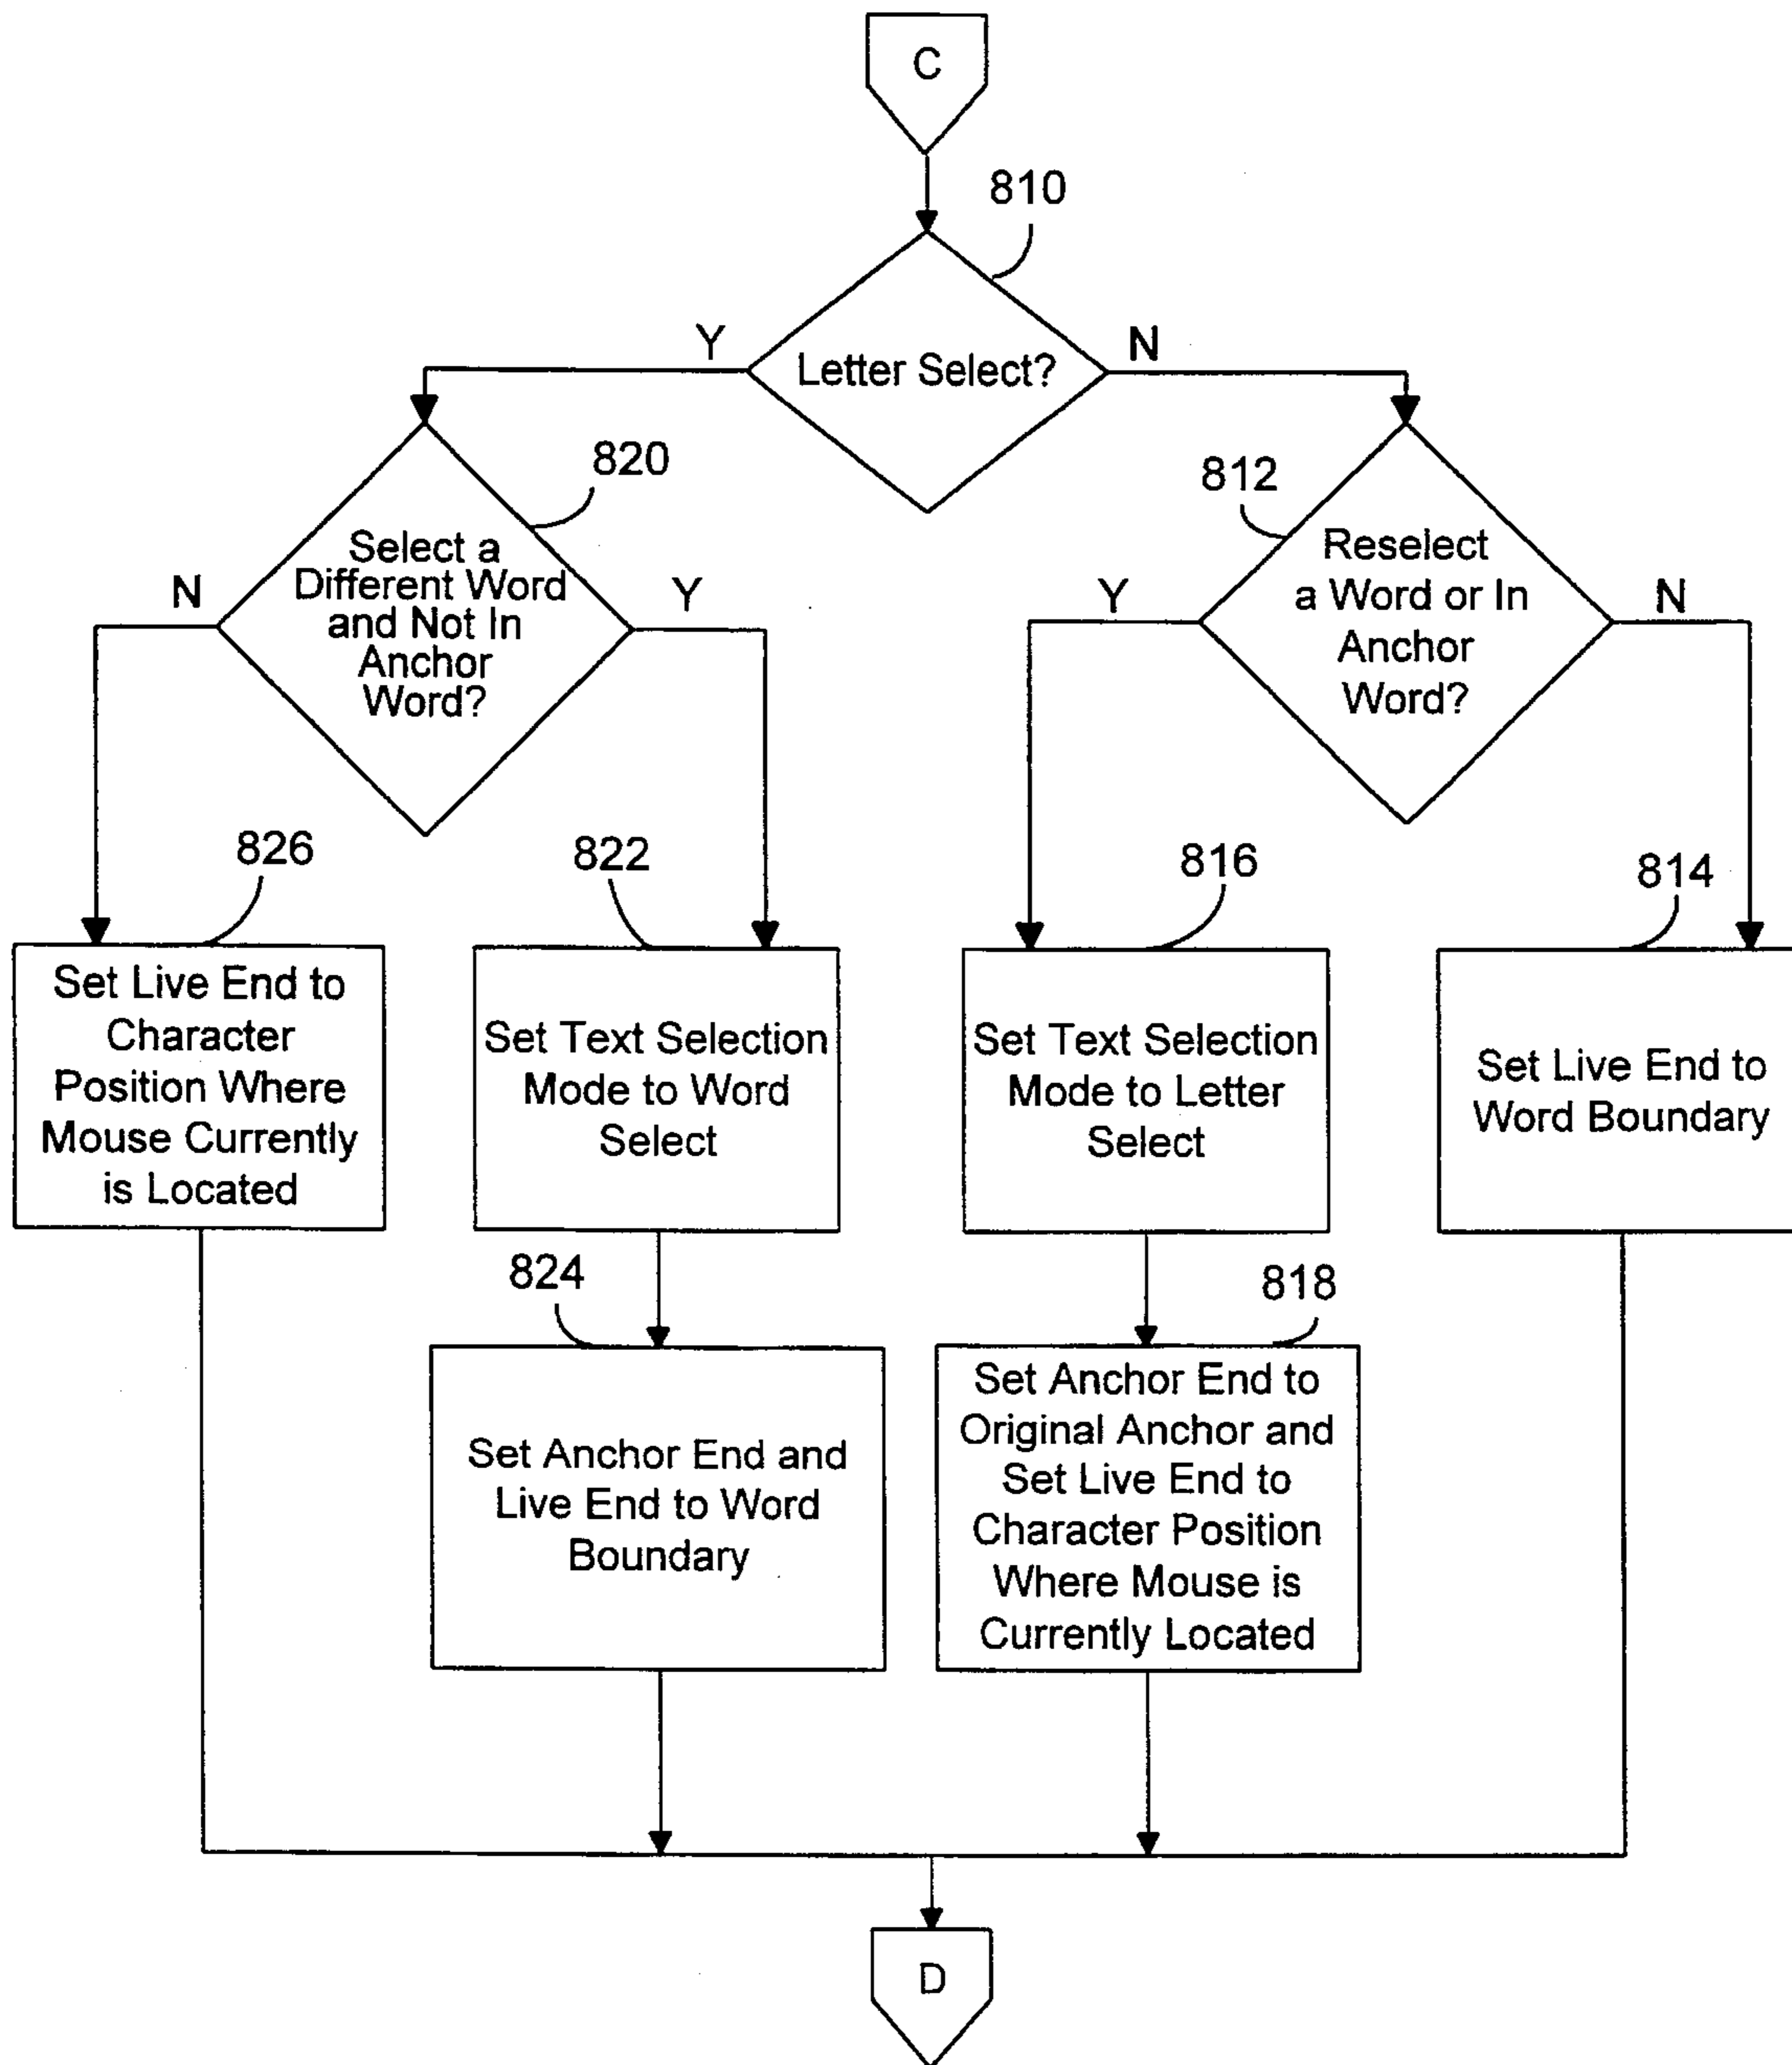 C
810
Y
Letter Select?
N
820
Select a
Different Word
and Not In
Anchor
Word?
N
Y
812
Reselect
a Word or In
Anchor
Word?
Y
N
826
Set Live End to
Character
Position Where
Mouse Currently
is Located
822
Set Text Selection
Mode to Word
Select
816
Set Text Selection
Mode to Letter
Select
814
Set Live End to
Word Boundary
824
Set Anchor End and
Live End to Word
Boundary
818
Set Anchor End to
Original Anchor and
Set Live End to
Character Position
Where Mouse is
Currently Located
D